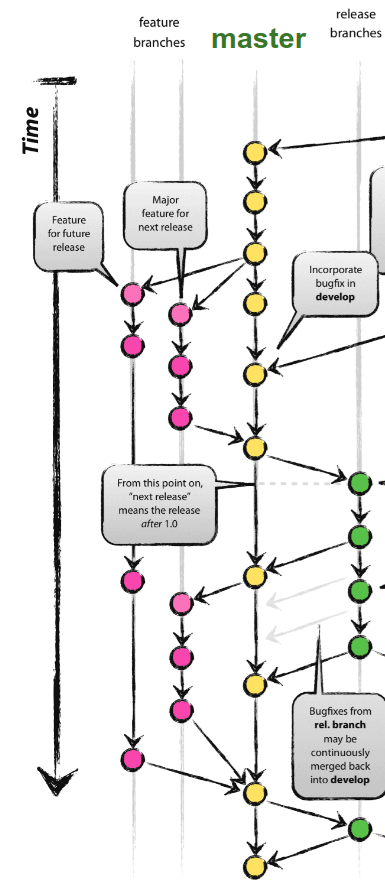 feature
branches
master
release
branches
Time
Feature
for future
release
Major
feature for
next release
Incorporate
bugfix in
develop
From this point on,
"next release"
means the release
after 1.0
Bugfixes from
rel. branch
may be
continuously
merged back
into develop